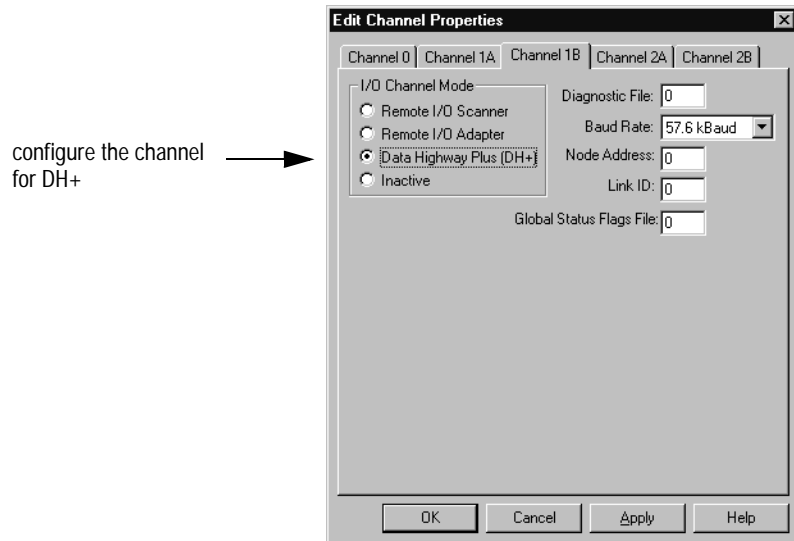 Edit Channel Properties
Channel 0 Channel 1A Channel 1B Channel 2A Channel 2B
I/O Channel Mode
Remote I/O Scanner
Remote I/O Adapter
Data Highway Plus (DH+)
Inactive
Diagnostic File: 0
Baud Rate: 57.6 kBaud
Node Address: 0
Link ID: 0
Global Status Flags File: 0
configure the channel
for DH+
OK Cancel Apply Help